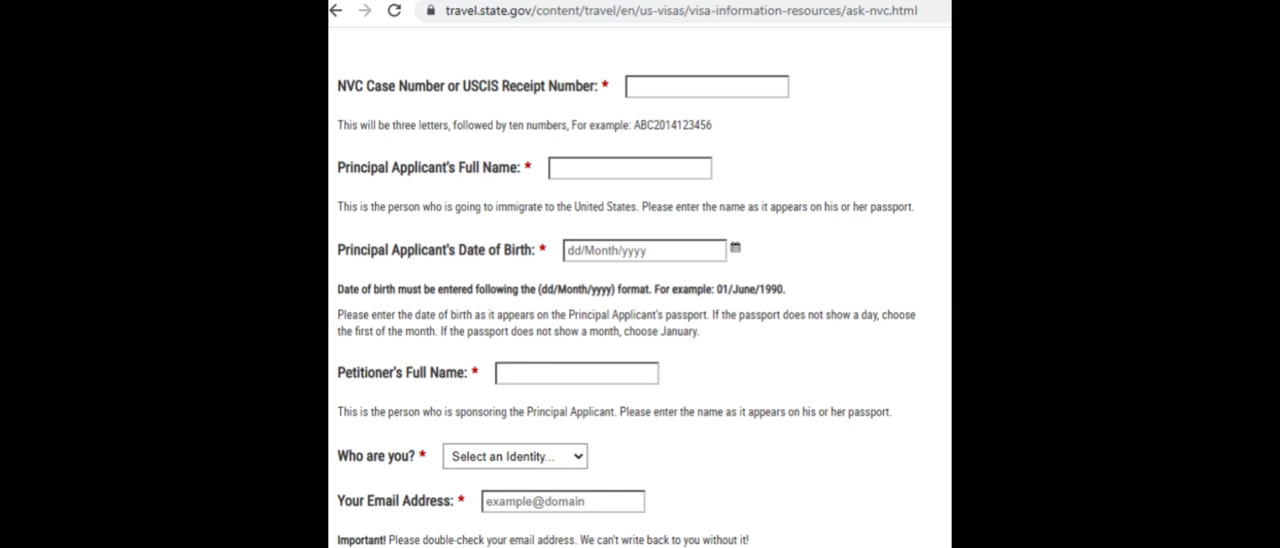 travel.state.gov/content/travel/en/us-visas/visa-information-resources/ask-nvc.html
NVC Case Number or USCIS Receipt Number: *
This will be three letters, followed by ten numbers, For example: ABC2014123456
Principal Applicant's Full Name: *
This is the person who is going to immigrate to the United States. Please enter the name as it appears on his or her passport.
Principal Applicant's Date of Birth: * dd/Month/yyyy
Date of birth must be entered following the (dd/Month/yyyy) format. For example: 01/June/1990.
Please enter the date of birth as it appears on the Principal Applicant's passport. If the passport does not show a day, choose
the first of the month. If the passport does not show a month, choose January.
Petitioner's Full Name: *
This is the person who is sponsoring the Principal Applicant. Please enter the name as it appears on his or her passport.
Who are you? * Select an Identity...
Your Email Address: * example@domain
Important! Please double-check your email address. We can't write back to you without it!